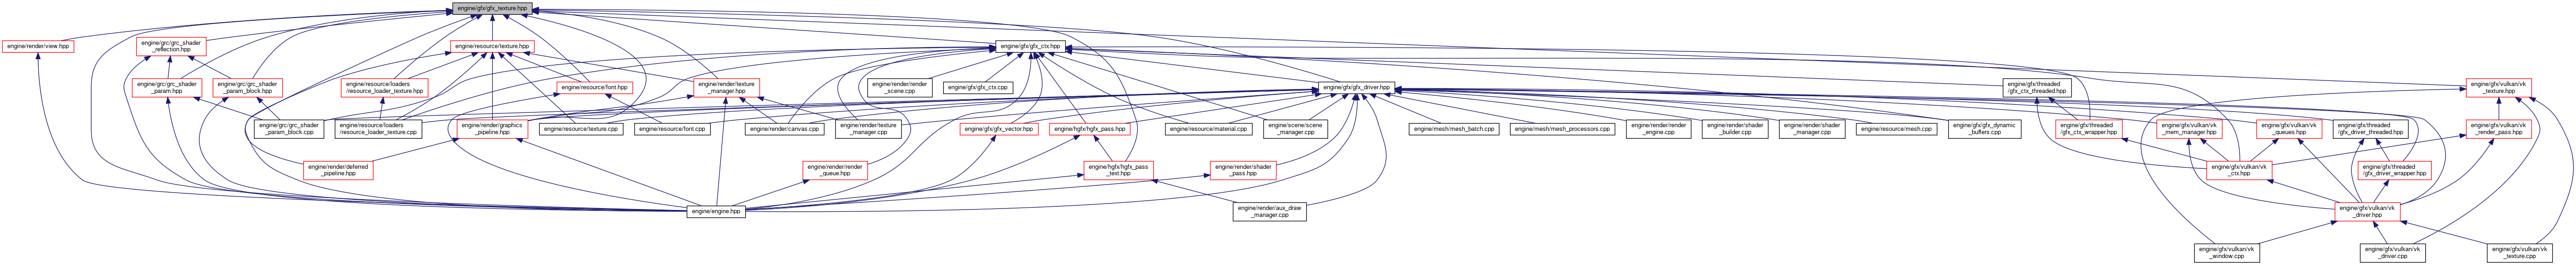 engine/gfx/gfx_texture.hpp
engine/render/view.hpp
engine/grc/grc_shader
_reflection.hpp
engine/resource/texture.hpp
engine/gfx/gfx_ctx.hpp
engine/grc/grc_shader
_param.hpp
engine/grc/grc_shader
_param_block.hpp
engine/resource/loaders
/resource_loader_texture.hpp
engine/resource/font.hpp
engine/render/texture
_manager.hpp
engine/render/render
_scene.cpp
engine/gfx/gfx_ctx.cpp
engine/gfx/gfx_driver.hpp
engine/gfx/threaded
/gfx_ctx_threaded.hpp
engine/gfx/vulkan/vk
_texture.hpp
engine/grc/grc_shader
_param_block.cpp
engine/resource/loaders
/resource_loader_texture.cpp
engine/render/graphics
_pipeline.hpp
engine/resource/texture.cpp
engine/resource/font.cpp
engine/render/canvas.cpp
engine/render/texture
_manager.cpp
engine/gfx/gfx_vector.hpp
engine/hgfx/hgfx_pass.hpp
engine/resource/material.cpp
engine/scene/scene
_manager.cpp
engine/mesh/mesh_batch.cpp
engine/mesh/mesh_processors.cpp
engine/render/render
_engine.cpp
engine/render/shader
_builder.cpp
engine/render/shader
_manager.cpp
engine/resource/mesh.cpp
engine/gfx/gfx_dynamic
_buffers.cpp
engine/gfx/threaded
/gfx_ctx_wrapper.hpp
engine/gfx/vulkan/vk
_mem_manager.hpp
engine/gfx/vulkan/vk
_queues.hpp
engine/gfx/threaded
/gfx_driver_threaded.hpp
engine/gfx/vulkan/vk
_render_pass.hpp
engine/render/deferred
_pipeline.hpp
engine/render/render
_queue.hpp
engine/hgfx/hgfx_pass
_text.hpp
engine/render/shader
_pass.hpp
engine/gfx/vulkan/vk
_ctx.hpp
engine/gfx/threaded
/gfx_driver_wrapper.hpp
engine/engine.hpp
engine/render/aux_draw
_manager.cpp
engine/gfx/vulkan/vk
_driver.hpp
engine/gfx/vulkan/vk
_window.cpp
engine/gfx/vulkan/vk
_driver.cpp
engine/gfx/vulkan/vk
_texture.cpp